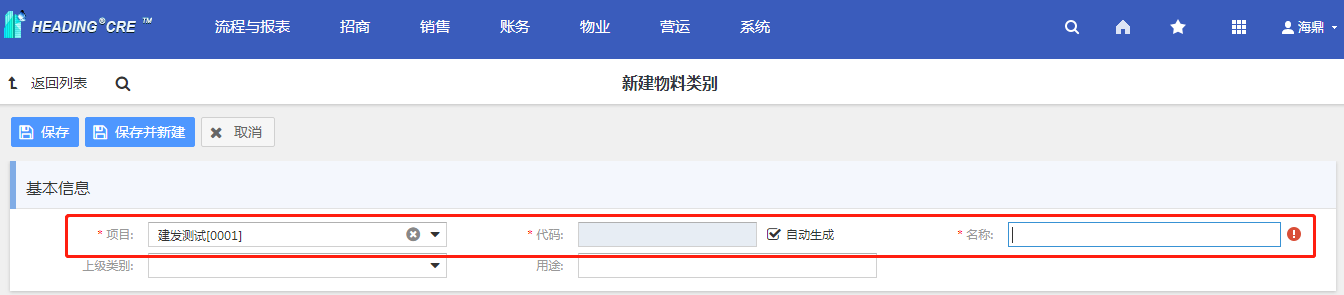 HEADING®CRE ™ 流程与报表 招商 销售 账务 物业 营运 系统 海鼎
返回列表 新建物料类别
保存 保存并新建 取消
基本信息
* 项目: 建发测试[0001] * 代码: 自动生成 * 名称:
上级类别: 用途: